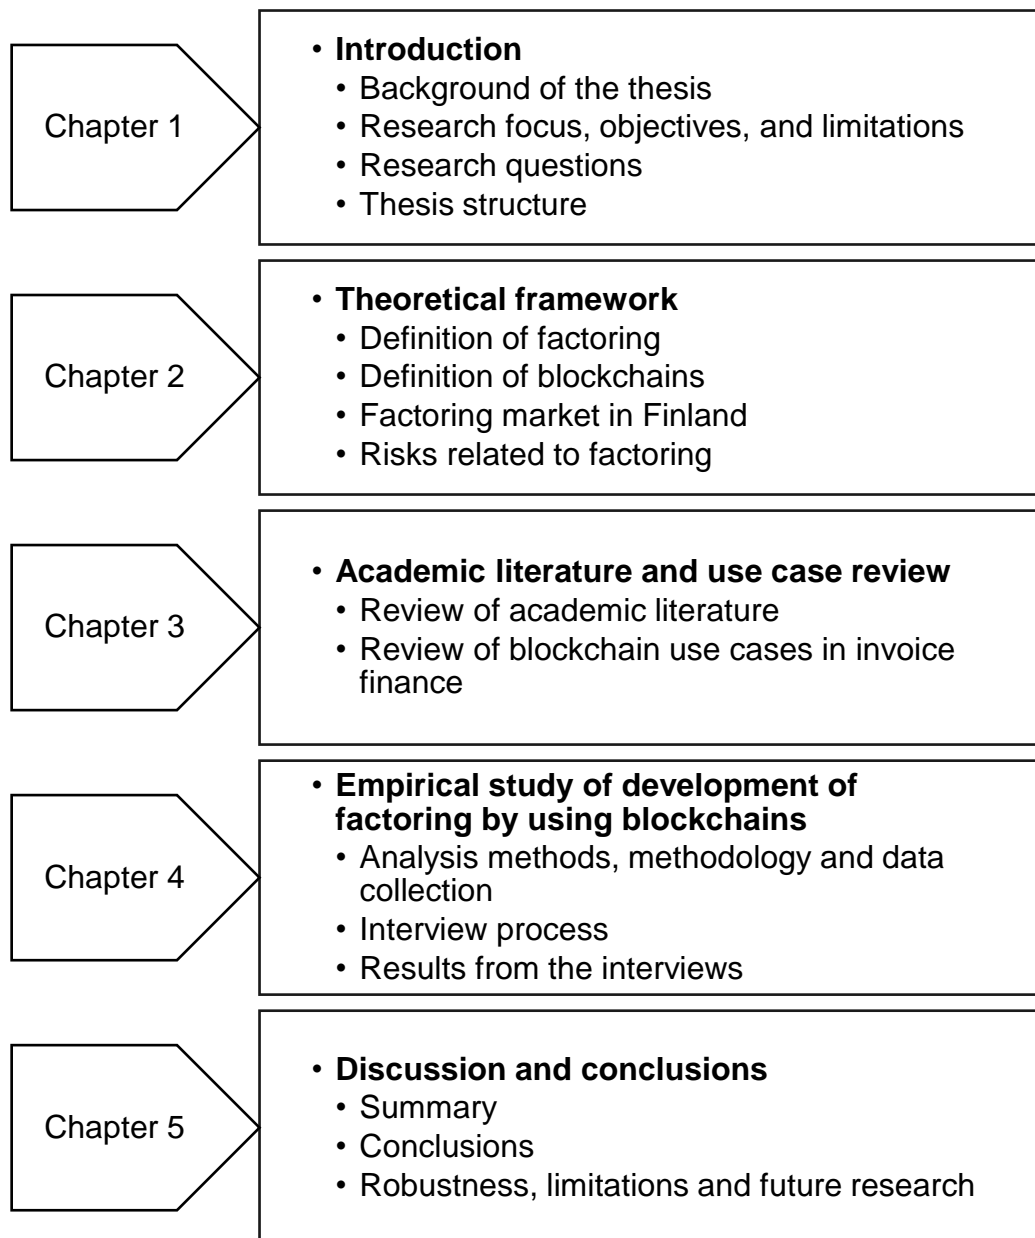 Chapter 1
• Introduction
• Background of the thesis
• Research focus, objectives, and limitations
• Research questions
• Thesis structure
Chapter 2
• Theoretical framework
• Definition of factoring
• Definition of blockchains
• Factoring market in Finland
• Risks related to factoring
Chapter 3
• Academic literature and use case review
• Review of academic literature
• Review of blockchain use cases in invoice
finance
Chapter 4
• Empirical study of development of
factoring by using blockchains
• Analysis methods, methodology and data
collection
• Interview process
• Results from the interviews
Chapter 5
• Discussion and conclusions
• Summary
• Conclusions
• Robustness, limitations and future research